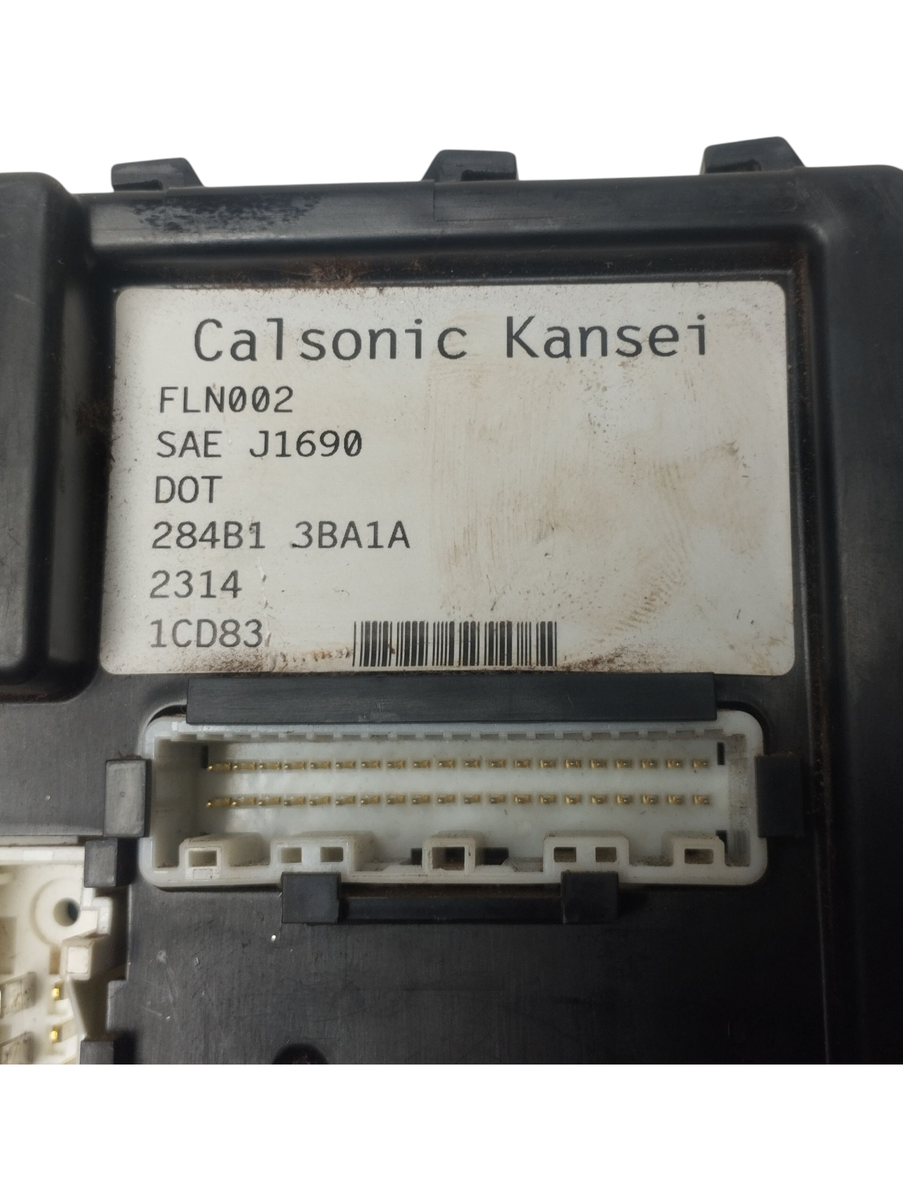 Calsonic Kansei
FLN002
SAE J1690
DOT
284B1 3BA1A
2314
1CD83